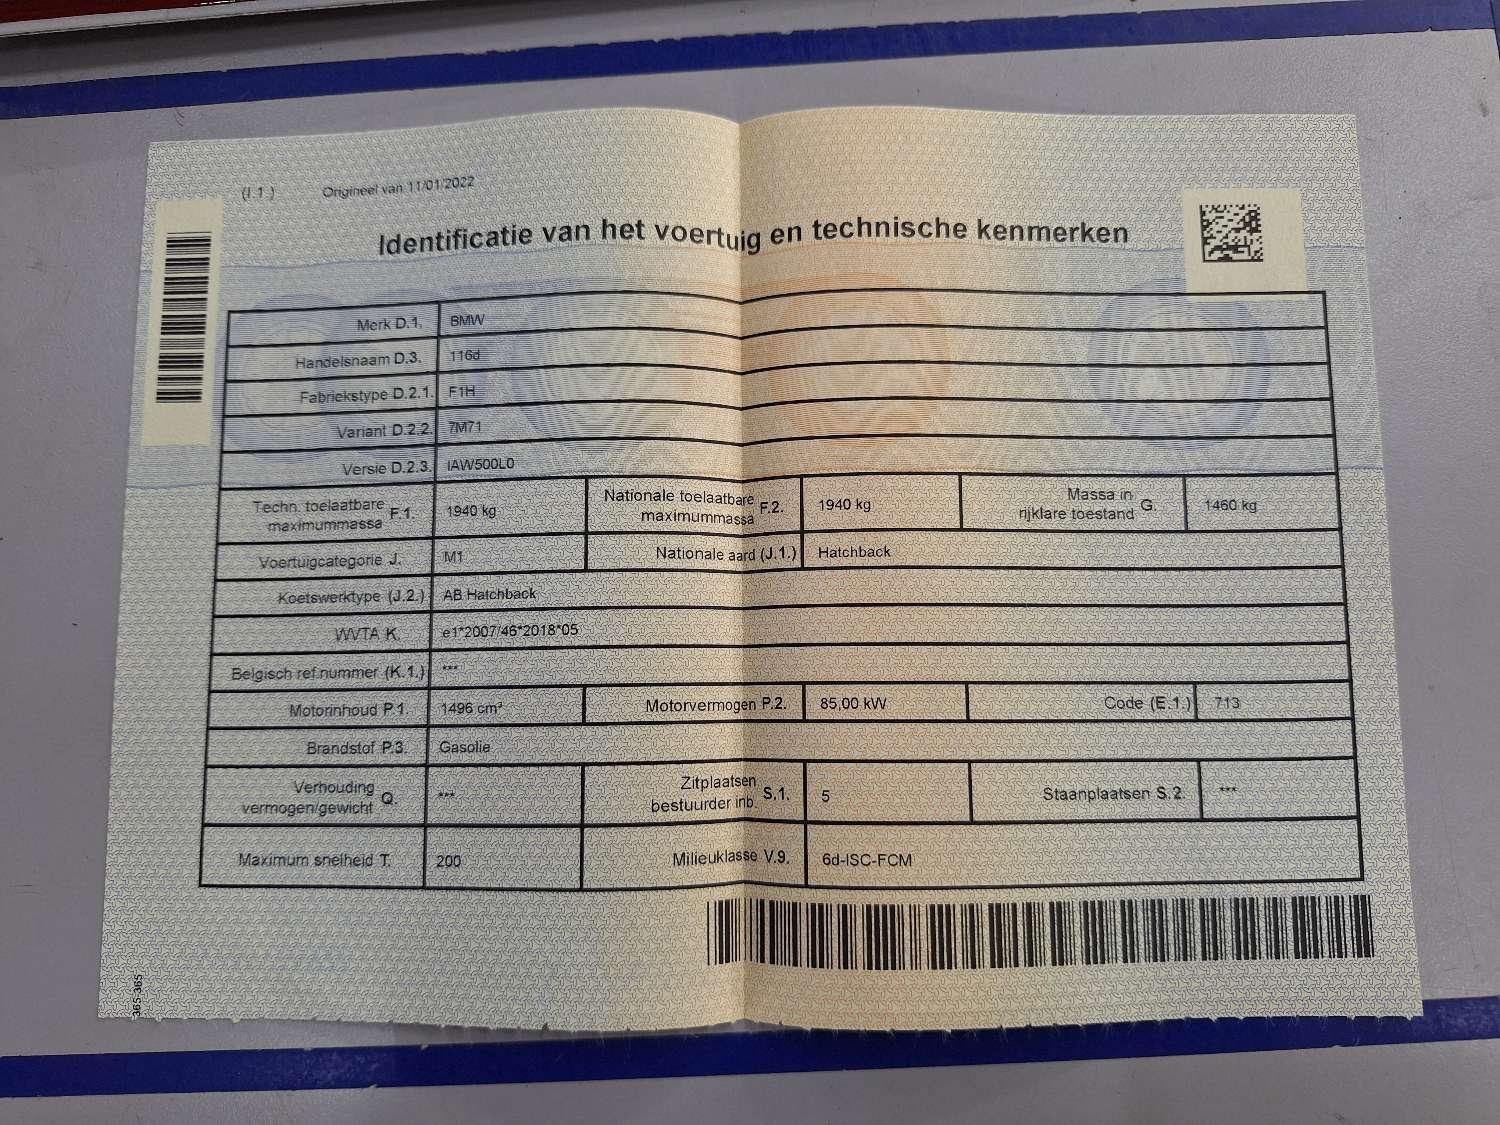 (I.1.) Origineel van 11/01/2022
Identificatie van het voertuig en technische kenmerken
Merk D.1. BMW
Handelsnaam D.3. 116d
Fabriekstype D.2.1. F1H
Variant D.2.2. 7M71
Versie D.2.3. IAW500L0
Techn. toelaatbare maximummassa F.1. 1940 kg Nationale toelaatbare maximummassa F.2. 1940 kg Massa in rijklare toestand G. 1460 kg
Voertuigcategorie J. M1 Nationale aard (J.1.) Hatchback
Koetswerktype (J.2.) AB Hatchback
WVTA K. e1*2007/46*2018*05
Belgisch ref.nummer (K.1.) ***
Motorinhoud P.1. 1496 cm³ Motorvermogen P.2. 85,00 kW Code (E.1.) 713
Brandstof P.3. Gasolie
Verhouding vermogen/gewicht Q. *** Zitplaatsen bestuurder inb. S.1. 5 Staanplaatsen S.2. ***
Maximum snelheid T. 200 Milieuklasse V.9. 6d-ISC-FCM
365-365